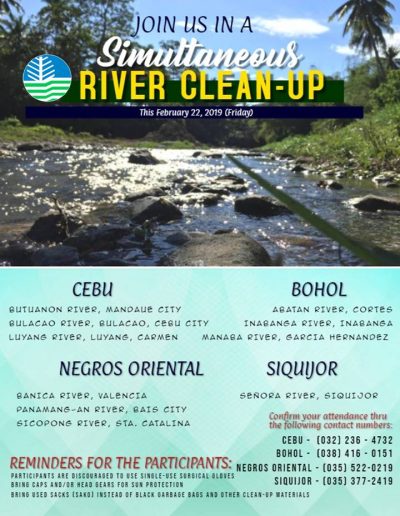 JOIN US IN A
Simultaneous
RIVER CLEAN-UP
This February 22, 2019 (Friday)
CEBU
BUTUANON RIVER, MANDAUE CITY
BULACAO RIVER, BULACAO, CEBU CITY
LUYANG RIVER, LUYANG, CARMEN
BOHOL
ABATAN RIVER, CORTES
INABANGA RIVER, INABANGA
MANABA RIVER, GARCIA HERNANDEZ
NEGROS ORIENTAL
BANICA RIVER, VALENCIA
PANAMANG-AN RIVER, BAIS CITY
SICOPONG RIVER, STA. CATALINA
SIQUIJOR
SEÑORA RIVER, SIQUIJOR
Confirm your attendance thru
the following contact numbers:
CEBU - (032) 236 - 4732
BOHOL - (038) 416 - 0151
NEGROS ORIENTAL - (035) 522-0219
SIQUIJOR - (035) 377-2419
REMINDERS FOR THE PARTICIPANTS:
PARTICIPANTS ARE DISCOURAGED TO USE SINGLE-USE SURGICAL GLOVES
BRING CAPS AND/OR HEAD GEARS FOR SUN PROTECTION
BRING USED SACKS (SAKO) INSTEAD OF BLACK GARBAGE BAGS AND OTHER CLEAN-UP MATERIALS